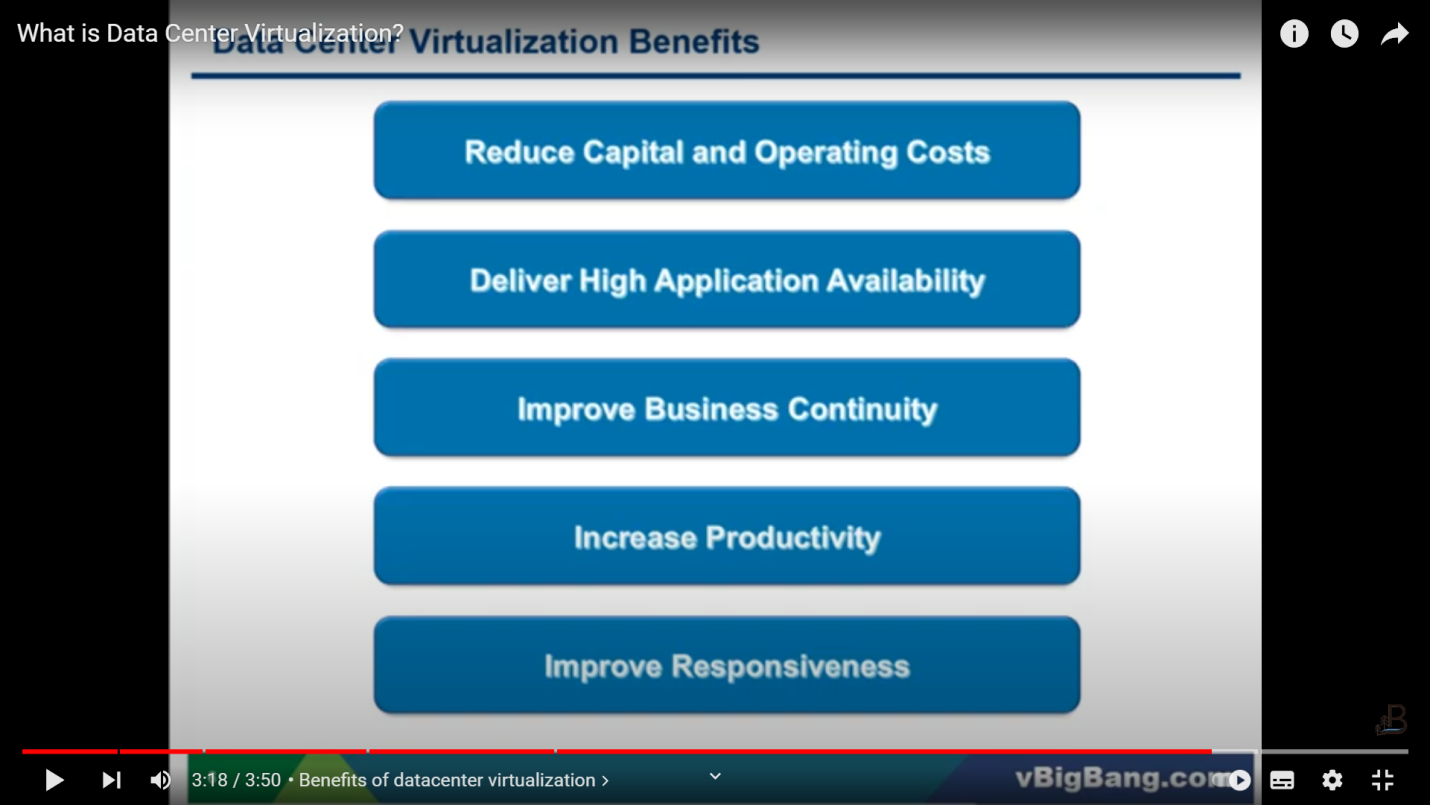 What is Data Center Virtualization?
Data Center Virtualization Benefits
Reduce Capital and Operating Costs
Deliver High Application Availability
Improve Business Continuity
Increase Productivity
Improve Responsiveness
B
3:18 / 3:50 • Benefits of datacenter virtualization ›
vBigBang.com